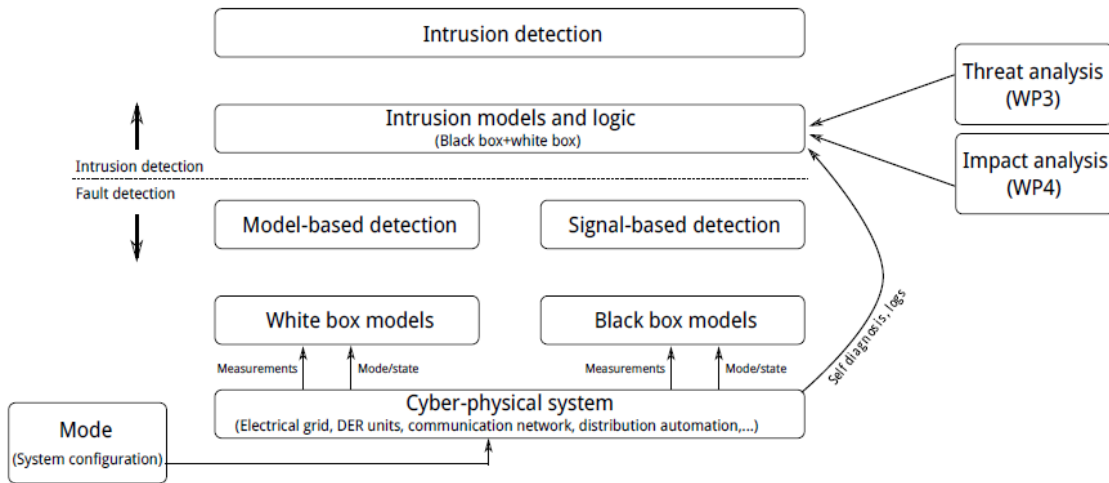 Intrusion detection
Threat analysis
(WP3)
Intrusion models and logic
(Black box+white box)
Impact analysis
(WP4)
Intrusion detection
Fault detection
Model-based detection
Signal-based detection
Self diagnosis, logs
White box models
Black box models
Measurements
Mode/state
Measurements
Mode/state
Cyber-physical system
(Electrical grid, DER units, communication network, distribution automation,...)
Mode
(System configuration)